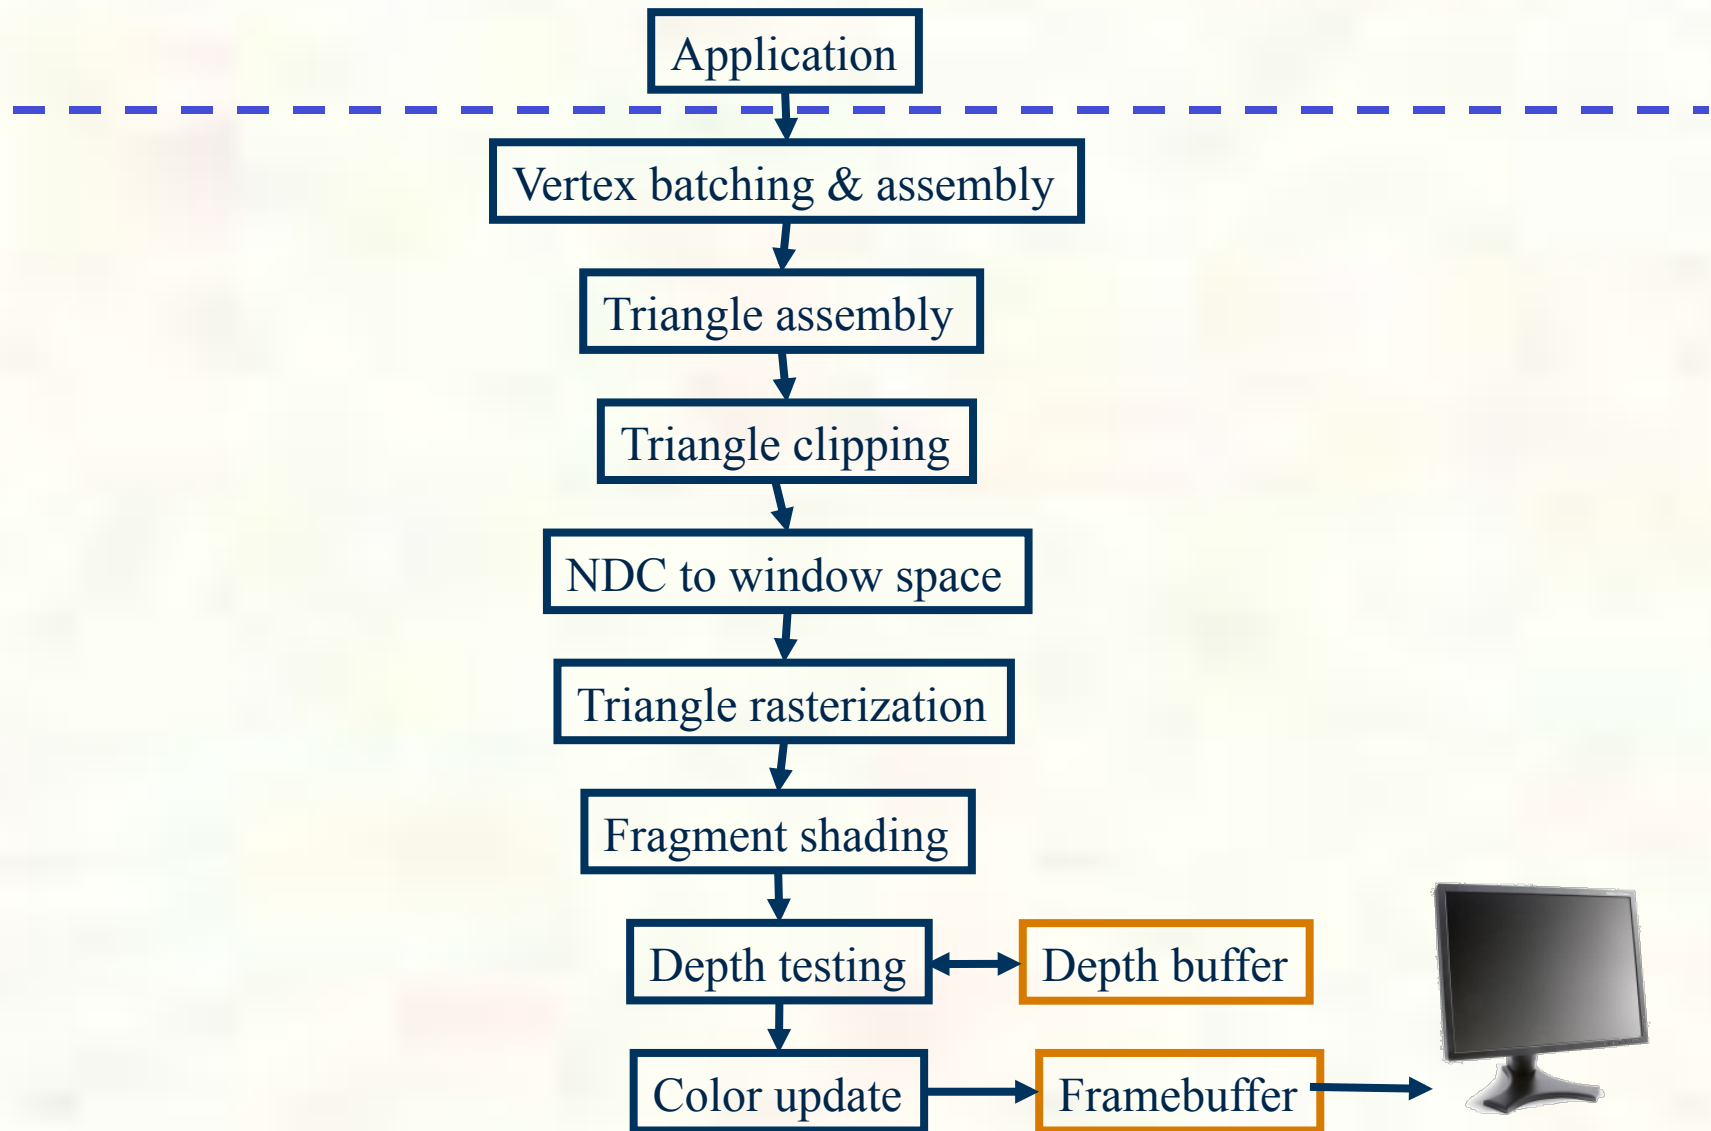 Application
Vertex batching & assembly
Triangle assembly
Triangle clipping
NDC to window space
Triangle rasterization
Fragment shading
Depth testing
Depth buffer
Color update
Framebuffer